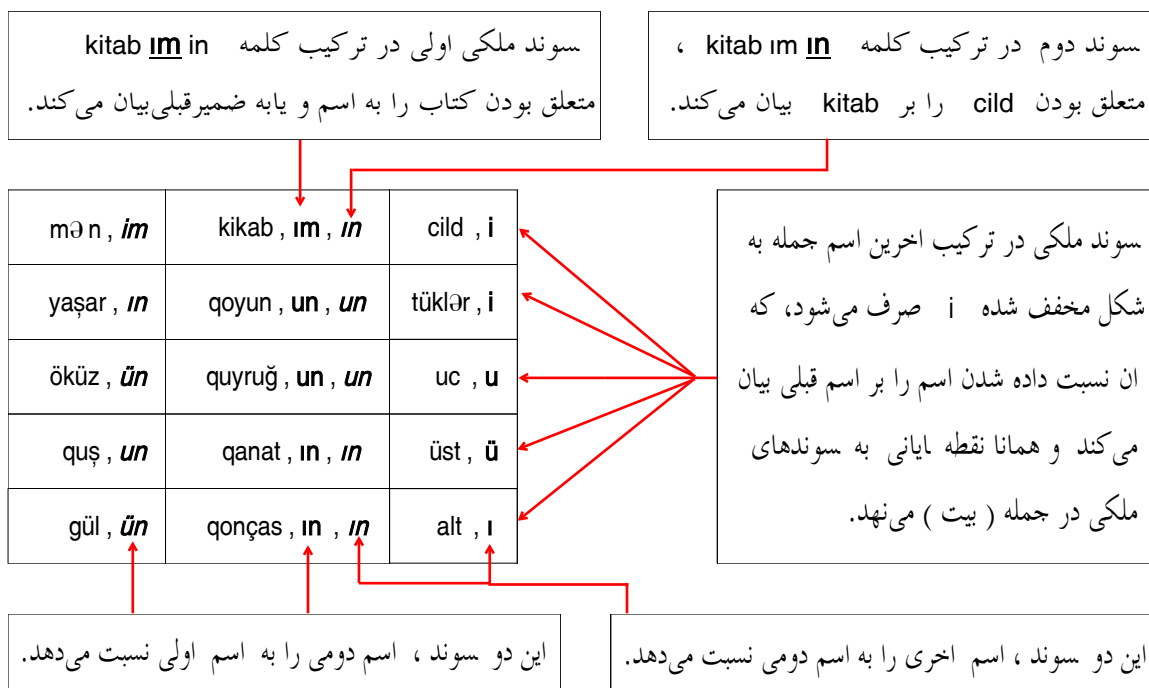 سوند ملکی اولی در ترکیب کلمه kitab ım in
متعلق بودن کتاب را به اسم و یابه ضمیرقبلی‌بیان می‌کند.
سوند دوم در ترکیب کلمه kitab ım ın ،
متعلق بودن cild را بر kitab بیان می‌کند.
mən , im kikab , ım , ın cild , i
yaşar , ın qoyun , un , un tüklər , i
öküz , ün quyruğ , un , un uc , u
quş , un qanat , ın , ın üst , ü
gül , ün qonças , ın , ın alt , ı
سوند ملکی در ترکیب اخرین اسم جمله به
شکل مخفف شده i صرف می‌شود، که
ان نسبت داده شدن اسم را بر اسم قبلی بیان
می‌کند و همانا نقطه ایانی به سوندهای
ملکی در جمله ( بیت ) می‌نهد.
این دو سوند ، اسم دومی را به اسم اولی نسبت می‌دهد.
این دو سوند ، اسم اخری را به اسم دومی نسبت می‌دهد.